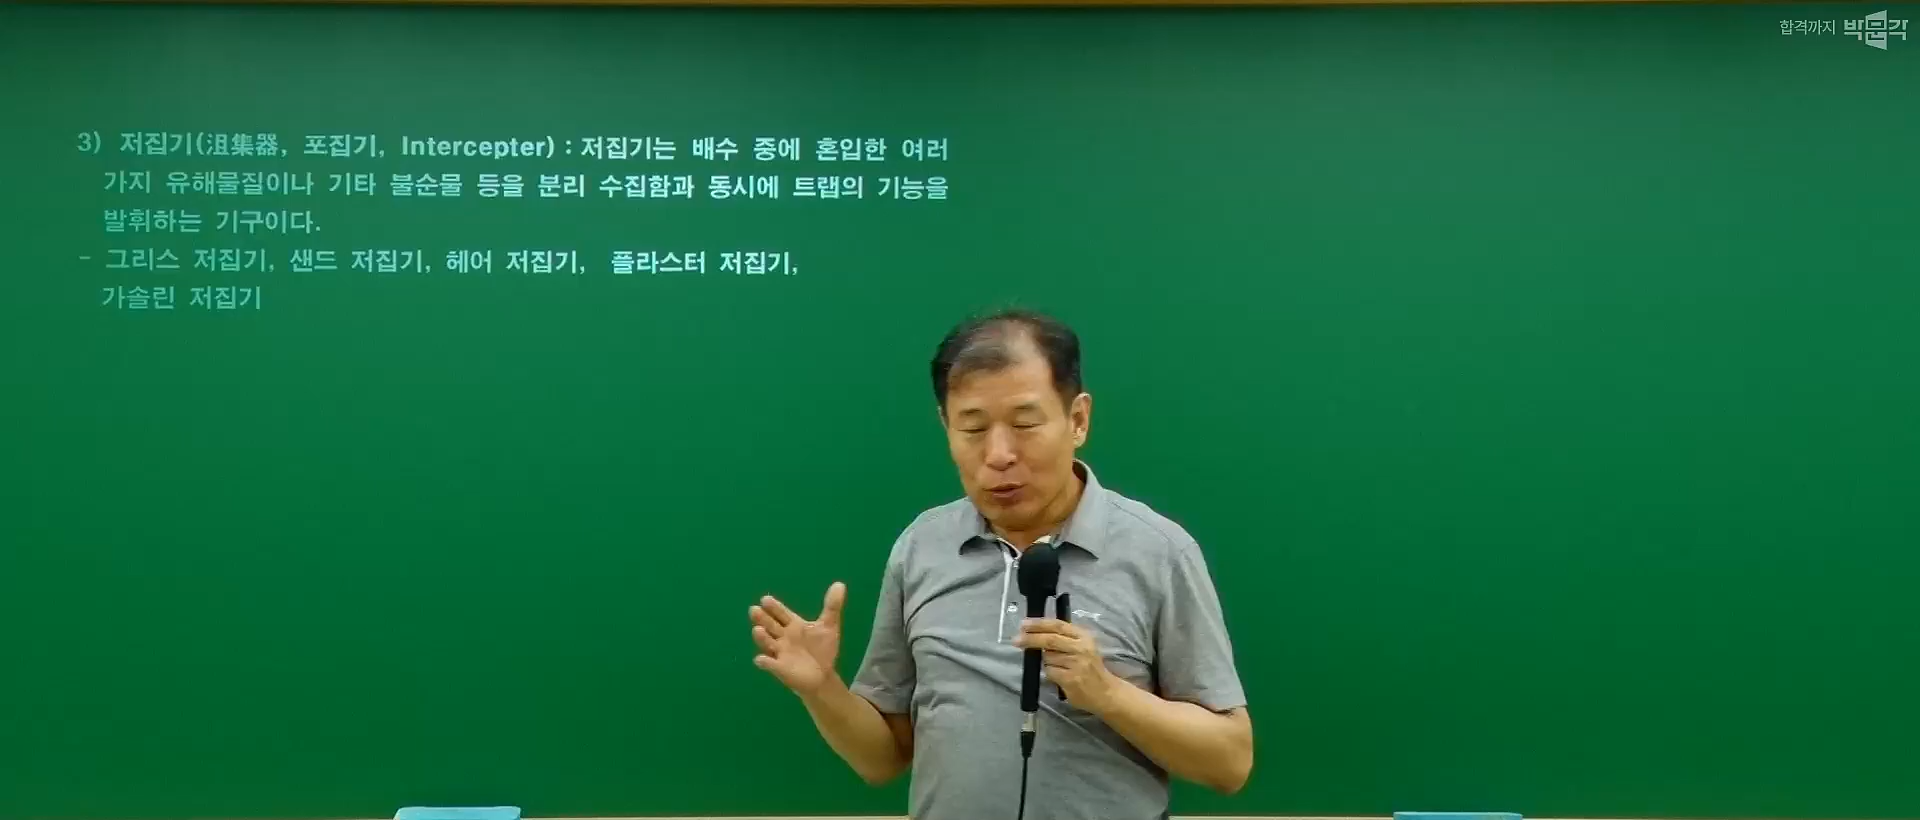 합격까지 박문각
3) 저집기(沮集器, 포집기, Intercepter) : 저집기는 배수 중에 혼입한 여러
가지 유해물질이나 기타 불순물 등을 분리 수집함과 동시에 트랩의 기능을
발휘하는 기구이다.
- 그리스 저집기, 샌드 저집기, 헤어 저집기, 플라스터 저집기,
가솔린 저집기